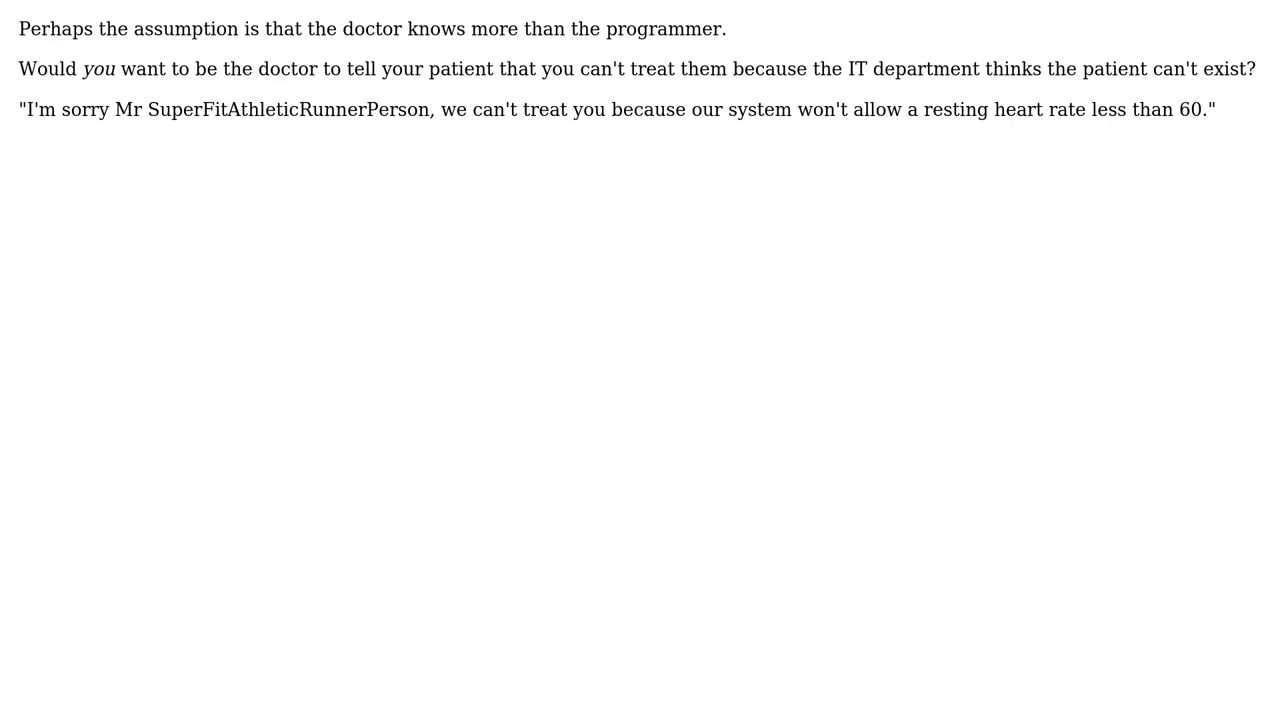 Perhaps the assumption is that the doctor knows more than the programmer.
Would you want to be the doctor to tell your patient that you can't treat them because the IT department thinks the patient can't exist?
"I'm sorry Mr SuperFitAthleticRunnerPerson, we can't treat you because our system won't allow a resting heart rate less than 60."